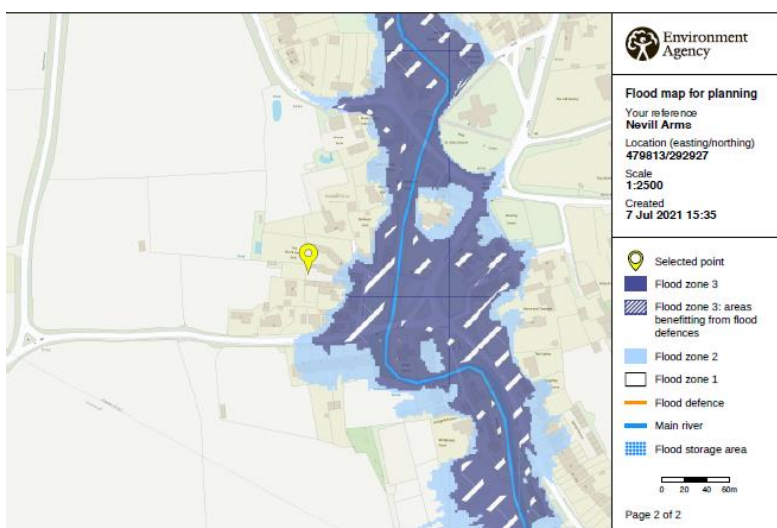 Environment
Agency
Flood map for planning
Your reference
Nevill Arms
Location (easting/northing)
479813/292927
Scale
1:2500
Created
7 Jul 2021 15:35
Selected point
Flood zone 3
Flood zone 3: areas
benefitting from flood
defences
Flood zone 2
Flood zone 1
Flood defence
Main river
Flood storage area
0 20 40 60m
Page 2 of 2